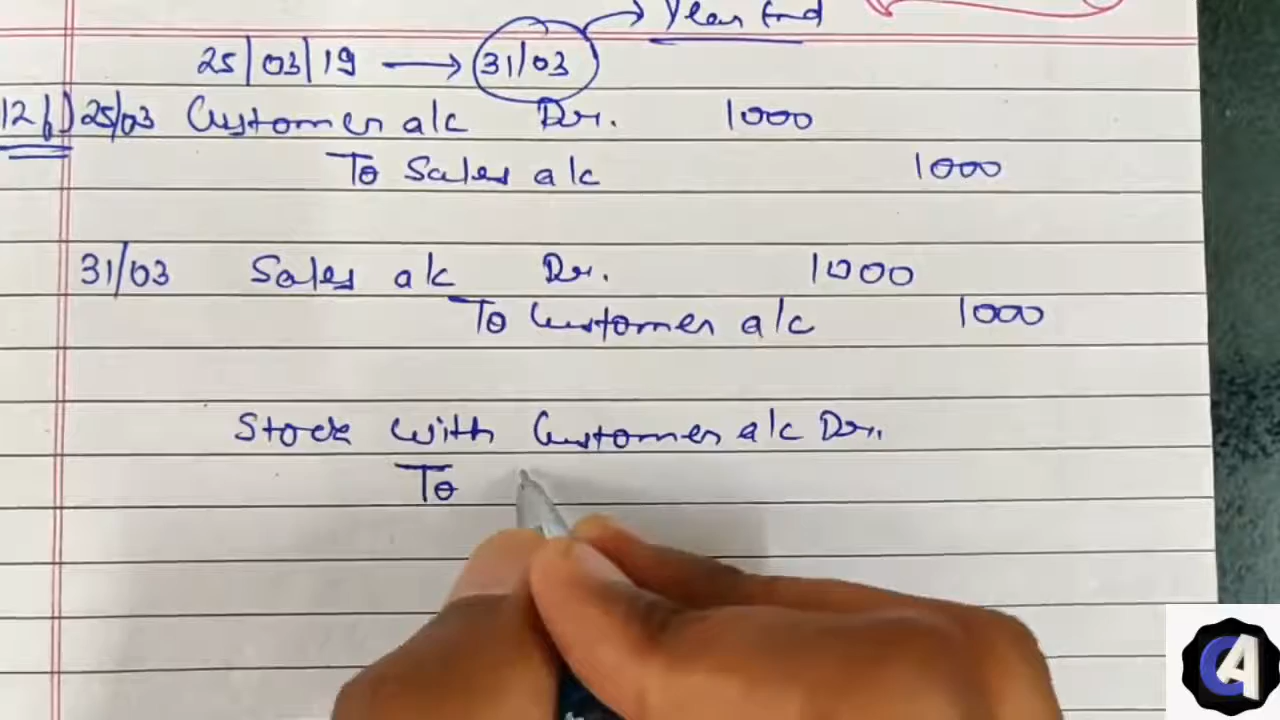 Year End
25/03/19 → 31/03
12 b) 25/03 Customer a/c Dr. 1000
To Sales a/c 1000
31/03 Sales a/c Dr. 1000
To Customer a/c 1000
Stock with Customer a/c Dr.
To
CA